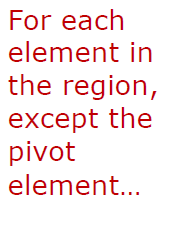 For each
element in
the region,
except the
pivot
element…